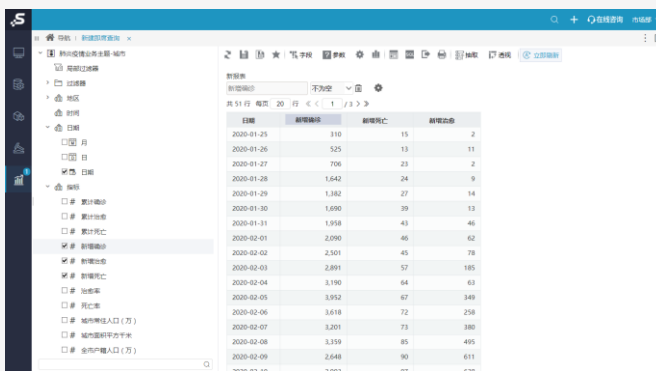 在线咨询 市场部
导航 | 新建即席查询 ×
肺炎疫情业务主题-城市
局部过滤器
过滤器
地区
时间
日期
月
日
日期
指标
# 累计确诊
# 累计治愈
# 累计死亡
# 新增确诊
# 新增治愈
# 新增死亡
# 治愈率
# 死亡率
# 城市常住人口(万)
# 城市面积平方千米
# 全市户籍人口(万)
字段 参数 抽取 透视 立即刷新
新报表
新增确诊 不为空
共 51 行 每页 20 行 1 / 3
日期 新增确诊 新增死亡 新增治愈
2020-01-25 310 15 2
2020-01-26 525 13 11
2020-01-27 706 23 2
2020-01-28 1,642 24 9
2020-01-29 1,382 27 14
2020-01-30 1,690 39 13
2020-01-31 1,958 43 46
2020-02-01 2,090 46 62
2020-02-02 2,501 45 78
2020-02-03 2,891 57 185
2020-02-04 3,190 64 63
2020-02-05 3,952 67 349
2020-02-06 3,618 72 258
2020-02-07 3,201 73 380
2020-02-08 3,359 85 495
2020-02-09 2,648 90 611